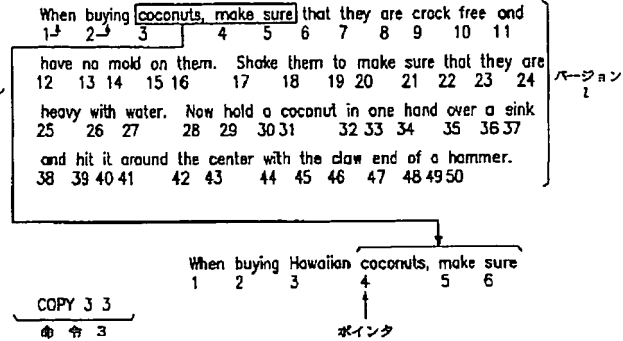 When buying coconuts, make sure that they are crack free and
1 2 3 4 5 6 7 8 9 10 11
have no mold on them. Shake them to make sure that they are
12 13 14 15 16 17 18 19 20 21 22 23 24
バージョン
1
heavy with water. Now hold a coconut in one hand over a sink
25 26 27 28 29 30 31 32 33 34 35 36 37
and hit it around the center with the claw end of a hammer.
38 39 40 41 42 43 44 45 46 47 48 49 50
When buying Hawaiian coconuts, make sure
1 2 3 4 5 6
COPY 3 3
命令 3
ポインタ